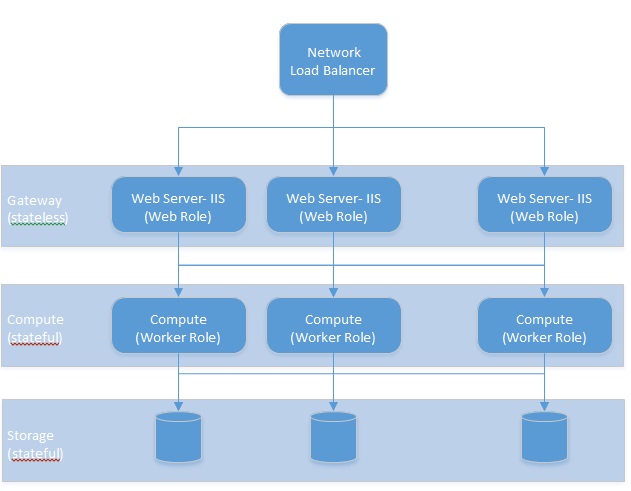 Network
Load Balancer
Gateway
(stateless)
Web Server- IIS
(Web Role)
Web Server- IIS
(Web Role)
Web Server- IIS
(Web Role)
Compute
(stateful)
Compute
(Worker Role)
Compute
(Worker Role)
Compute
(Worker Role)
Storage
(stateful)